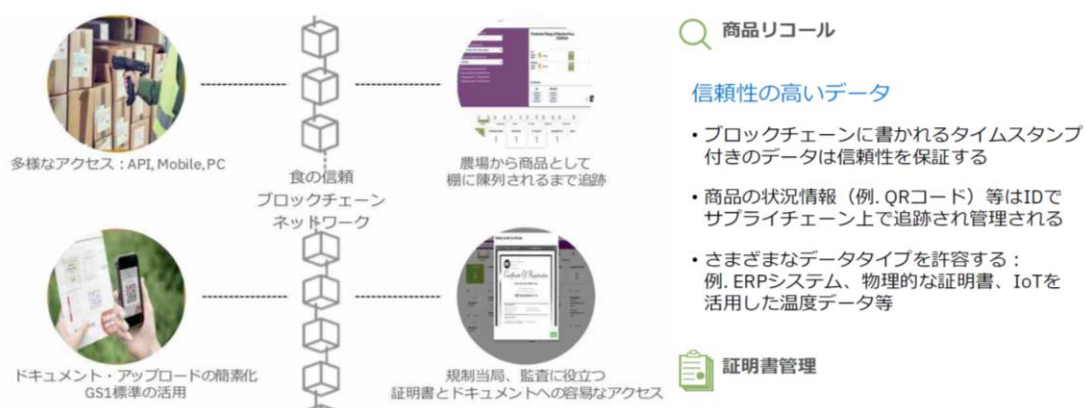 多様なアクセス：API, Mobile, PC
食の信頼
ブロックチェーン
ネットワーク
農場から商品として
棚に陳列されるまで追跡
ドキュメント・アップロードの簡素化
GS1標準の活用
Certificate Of Registration
規制当局、監査に役立つ
証明書とドキュメントへの容易なアクセス
商品リコール
信頼性の高いデータ
• ブロックチェーンに書かれるタイムスタンプ
付きのデータは信頼性を保証する
• 商品の状況情報（例. QRコード）等はIDで
サプライチェーン上で追跡され管理される
• さまざまなデータタイプを許容する：
例. ERPシステム、物理的な証明書、IoTを
活用した温度データ等
証明書管理